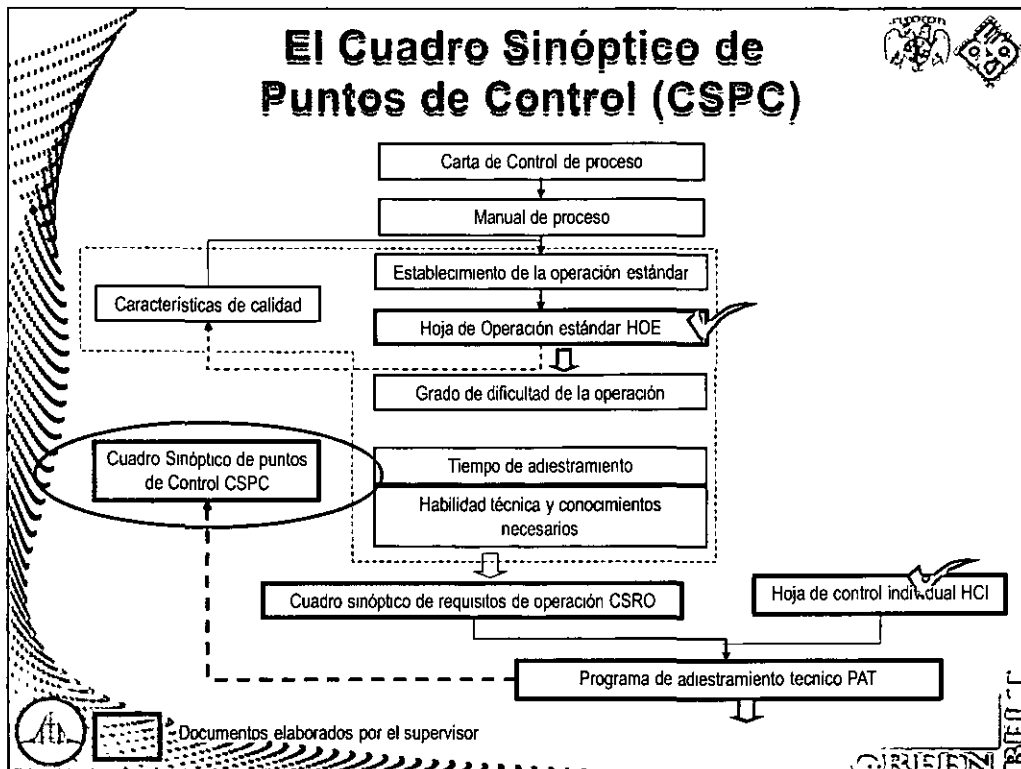 El Cuadro Sinóptico de
Puntos de Control (CSPC)
Carta de Control de proceso
Manual de proceso
Establecimiento de la operación estándar
Características de calidad
Hoja de Operación estándar HOE
Grado de dificultad de la operación
Cuadro Sinóptico de puntos
de Control CSPC
Tiempo de adiestramiento
Habilidad técnica y conocimientos
necesarios
Cuadro sinóptico de requisitos de operación CSRO
Hoja de control individual HCI
Programa de adiestramiento tecnico PAT
Documentos elaborados por el supervisor